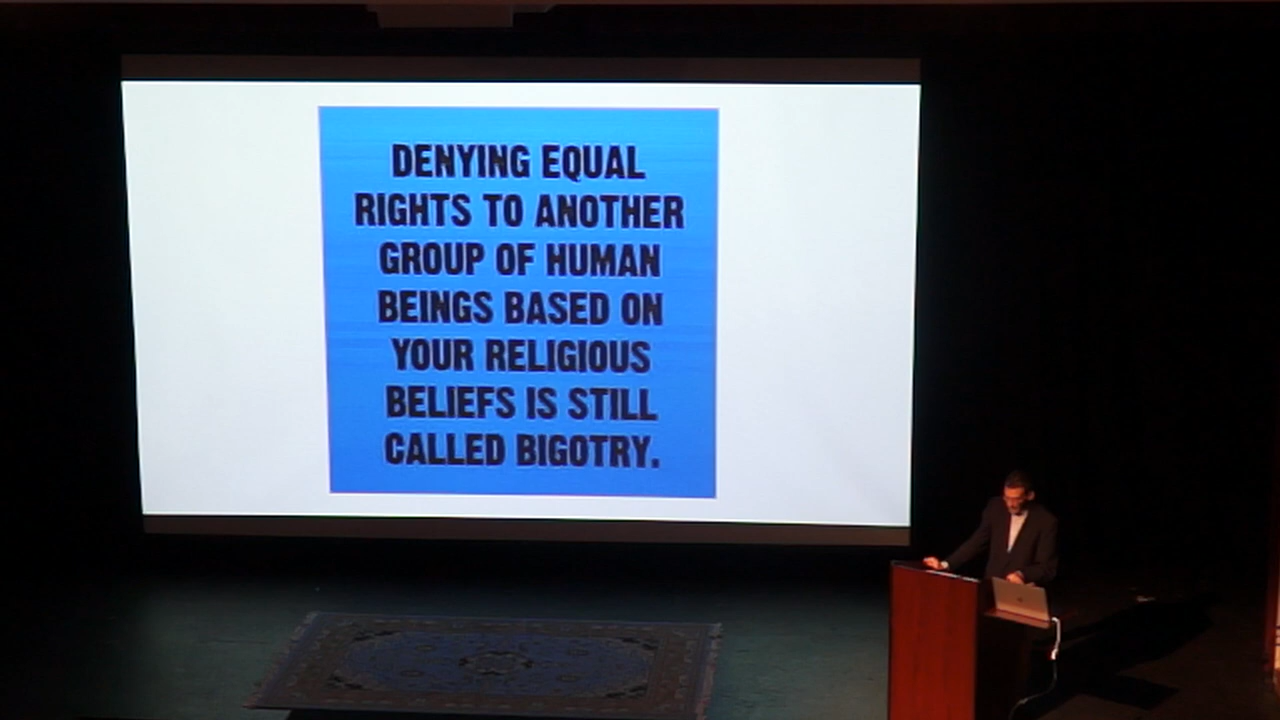 DENYING EQUAL
RIGHTS TO ANOTHER
GROUP OF HUMAN
BEINGS BASED ON
YOUR RELIGIOUS
BELIEFS IS STILL
CALLED BIGOTRY.